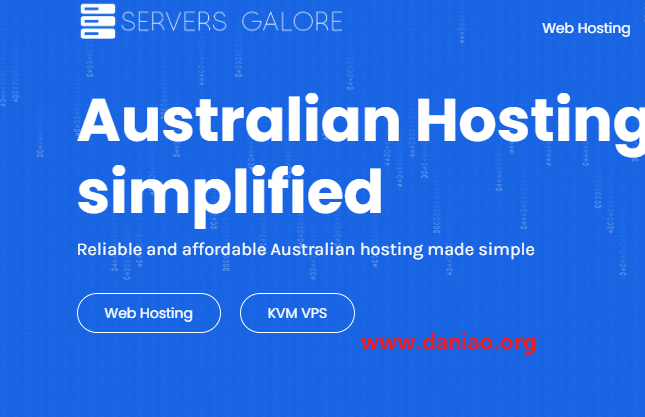 SERVERS GALORE
Web Hosting
Australian Hosting
simplified
Reliable and affordable Australian hosting made simple
Web Hosting
KVM VPS
www.daniao.org